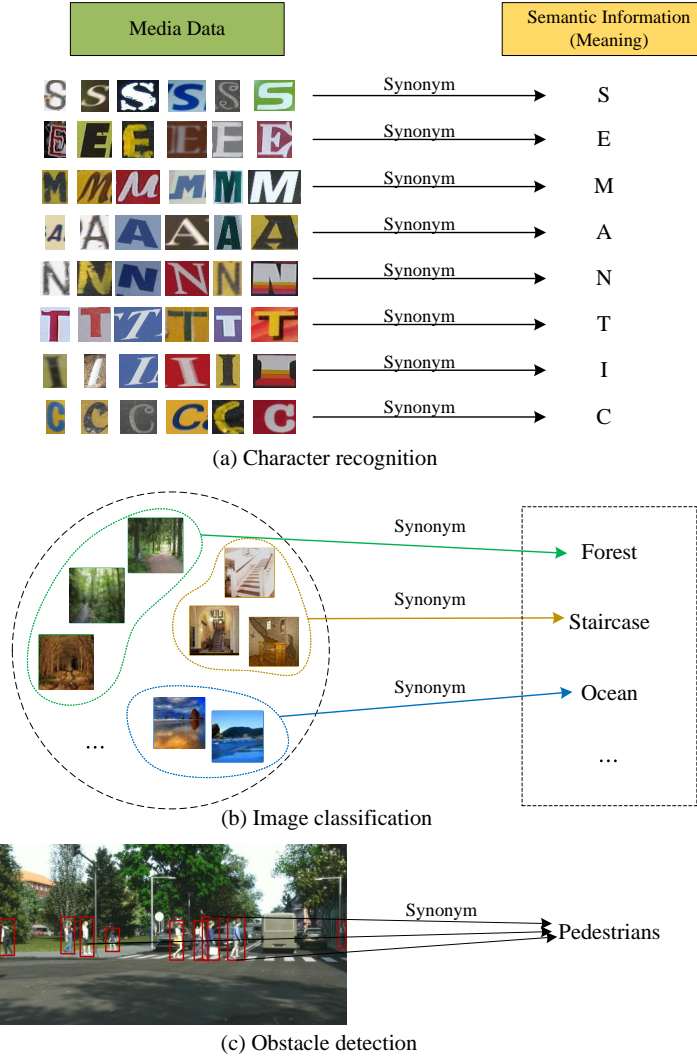 Media Data
Semantic Information
(Meaning)
S S S S S S Synonym S
E E E E E E Synonym E
M M M M M M Synonym M
A A A A A A Synonym A
N N N N N N Synonym N
T T T T T T Synonym T
I I I I I I Synonym I
C C C C C C Synonym C
(a) Character recognition
Synonym Forest
Synonym Staircase
Synonym Ocean
... ...
(b) Image classification
Synonym
Pedestrians
(c) Obstacle detection